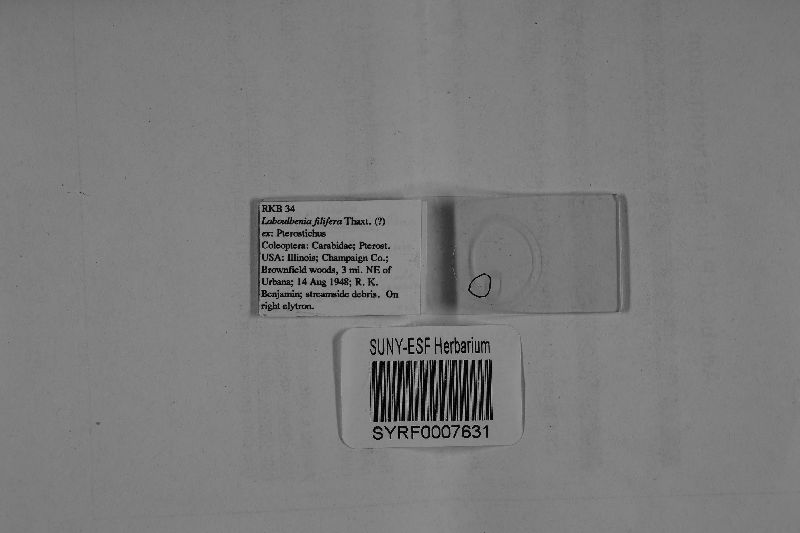 RKB 34
Laboulbenia filifera Thaxt. (?)
ex: Pterostichus
Coleoptera: Carabidae; Pterost.
USA: Illinois; Champaign Co.;
Brownfield woods, 3 mi. NE of
Urbana; 14 Aug 1948; R. K.
Benjamin; streamside debris. On
right elytron.
SUNY-ESF Herbarium
SYRF0007631